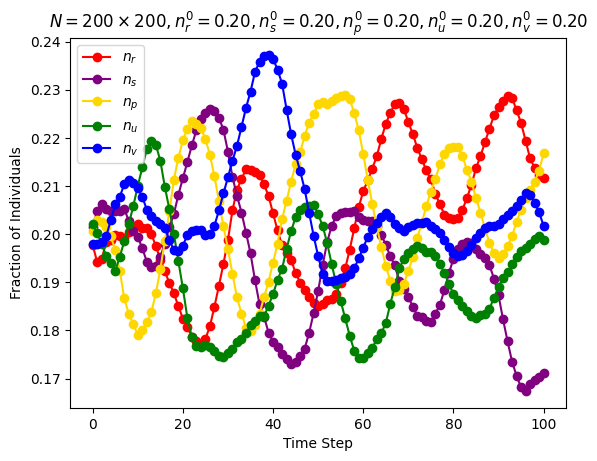 N = 200 × 200, n_r^0 = 0.20, n_s^0 = 0.20, n_p^0 = 0.20, n_u^0 = 0.20, n_v^0 = 0.20
0.24
0.23
0.22
0.21
0.20
0.19
0.18
0.17
Fraction of Individuals
n_r
n_s
n_p
n_u
n_v
0 20 40 60 80 100
Time Step